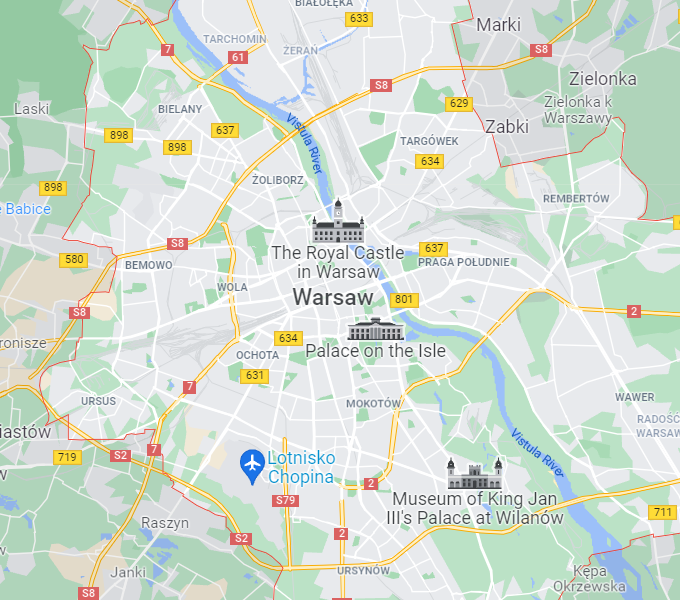 BIAŁOŁĘKA
633
Marki
TARCHOMIN
7
ŻERAŃ
S8
61
Zielonka
S8
Laski
629
Zielonka k
Warszawy
BIELANY
637
Vistula River
Zabki
898
898
TARGÓWEK
634
ŻOLIBORZ
898
REMBERTÓW
e Babice
S8
The Royal Castle
in Warsaw
637
580
BEMOWO
PRAGA POŁUDNIE
WOLA
Warsaw
801
S8
2
634
Palace on the Isle
ronisze
OCHOTA
631
7
URSUS
MOKOTÓW
WAWER
RADOŚĆ
WARSAW
iastów
Vistula River
7
719
S2
Lotnisko
Chopina
2
w
S79
Museum of King Jan
III's Palace at Wilanów
711
Raszyn
S2
2
w
Janki
URSYNÓW
Kępa
Okrzewska
S8